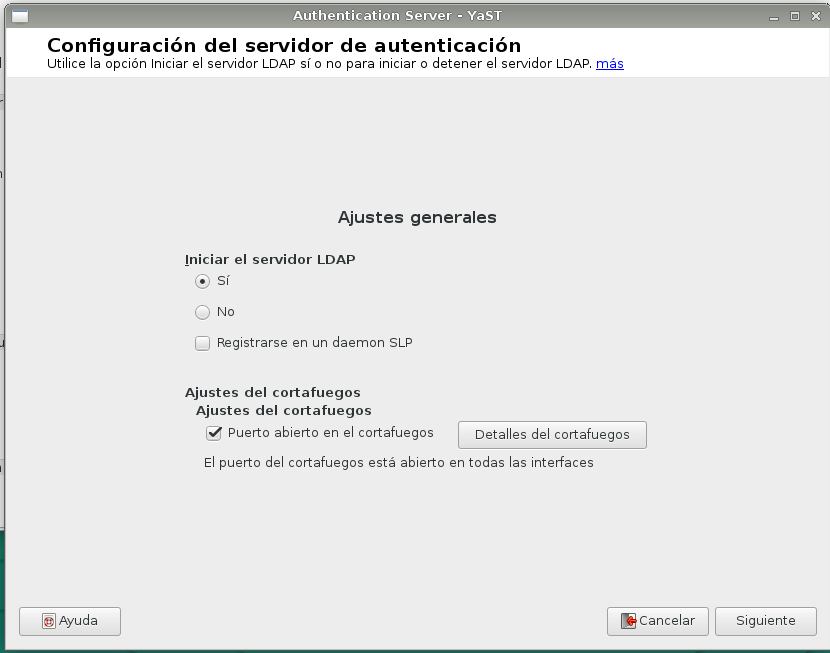 Authentication Server - YaST
Configuración del servidor de autenticación
Utilice la opción Iniciar el servidor LDAP sí o no para iniciar o detener el servidor LDAP. más
Ajustes generales
Iniciar el servidor LDAP
Sí
No
Registrarse en un daemon SLP
Ajustes del cortafuegos
Ajustes del cortafuegos
Puerto abierto en el cortafuegos
Detalles del cortafuegos
El puerto del cortafuegos está abierto en todas las interfaces
Ayuda
Cancelar
Siguiente